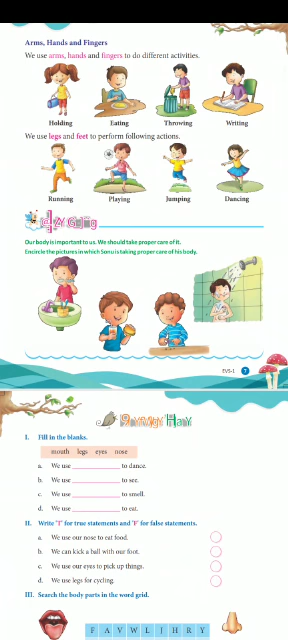 Arms, Hands and Fingers
We use arms, hands and fingers to do different activities.
Holding Eating Throwing Writing
We use legs and feet to perform following actions.
Running Playing Jumping Dancing
Our body is important to us. We should take proper care of it.
Encircle the pictures in which Sonu is taking proper care of his body.
EVS-1 7
I. Fill in the blanks.
mouth legs eyes nose
a. We use ____________ to dance.
b. We use ____________ to see.
c. We use ____________ to smell.
d. We use ____________ to eat.
II. Write 'T' for true statements and 'F' for false statements.
a. We use our nose to eat food.
b. We can kick a ball with our foot.
c. We use our eyes to pick up things.
d. We use legs for cycling.
III. Search the body parts in the word grid.
F A V W L J H R Y